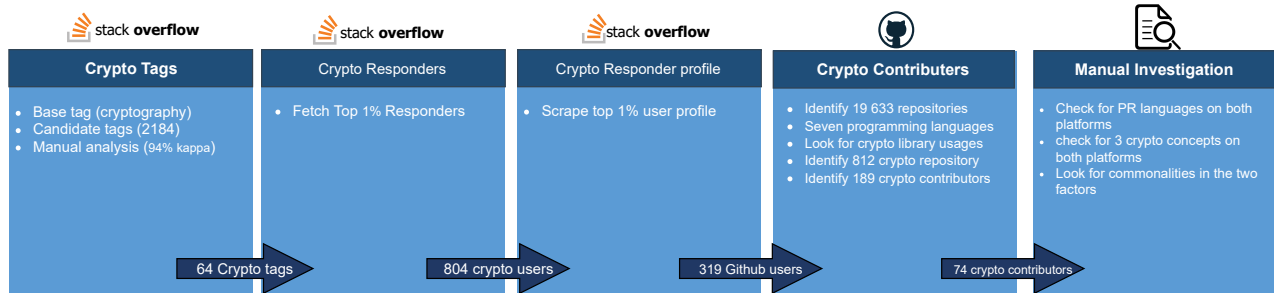 stack overflow
stack overflow
stack overflow
Crypto Tags
Base tag (cryptography)
Candidate tags (2184)
Manual analysis (94% kappa)
64 Crypto tags
Crypto Responders
Fetch Top 1% Responders
804 crypto users
Crypto Responder profile
Scrape top 1% user profile
319 Github users
Crypto Contributers
Identify 19 633 repositories
Seven programming languages
Look for crypto library usages
Identify 812 crypto repository
Identify 189 crypto contributors
74 crypto contributors
Manual Investigation
Check for PR languages on both
platforms
check for 3 crypto concepts on
both platforms
Look for commonalities in the two
factors